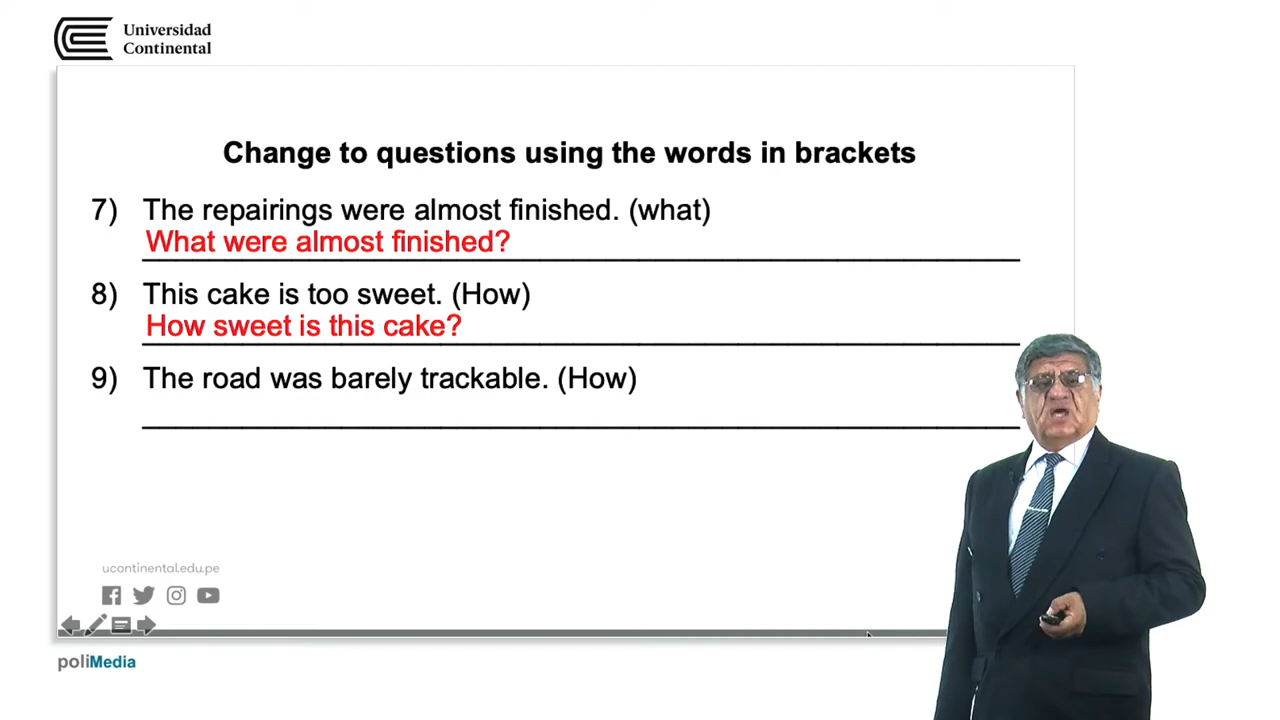 Universidad
Continental
Change to questions using the words in brackets
7) The repairings were almost finished. (what)
What were almost finished?
8) This cake is too sweet. (How)
How sweet is this cake?
9) The road was barely trackable. (How)
ucontinental.edu.pe
poliMedia